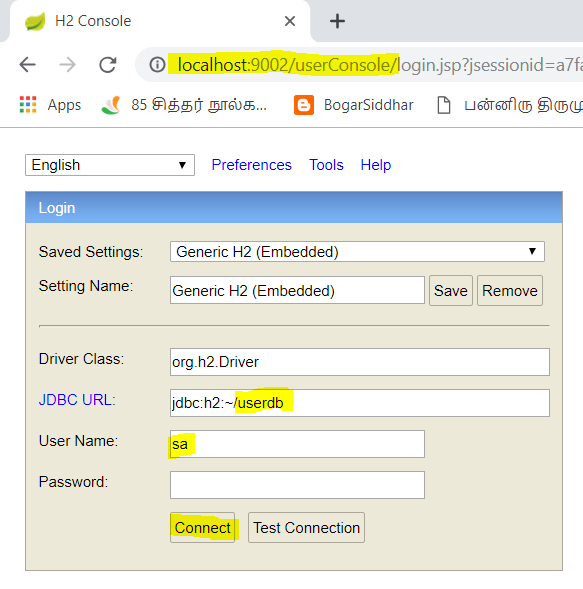 H2 Console
localhost:9002/userConsole/login.jsp?jsessionid=a7fa
Apps 85 சித்தர் நூல்க... BogarSiddhar பன்னிரு திருமு
English Preferences Tools Help
Login
Saved Settings: Generic H2 (Embedded)
Setting Name: Generic H2 (Embedded) Save Remove
Driver Class: org.h2.Driver
JDBC URL: jdbc:h2:~/userdb
User Name: sa
Password:
Connect Test Connection